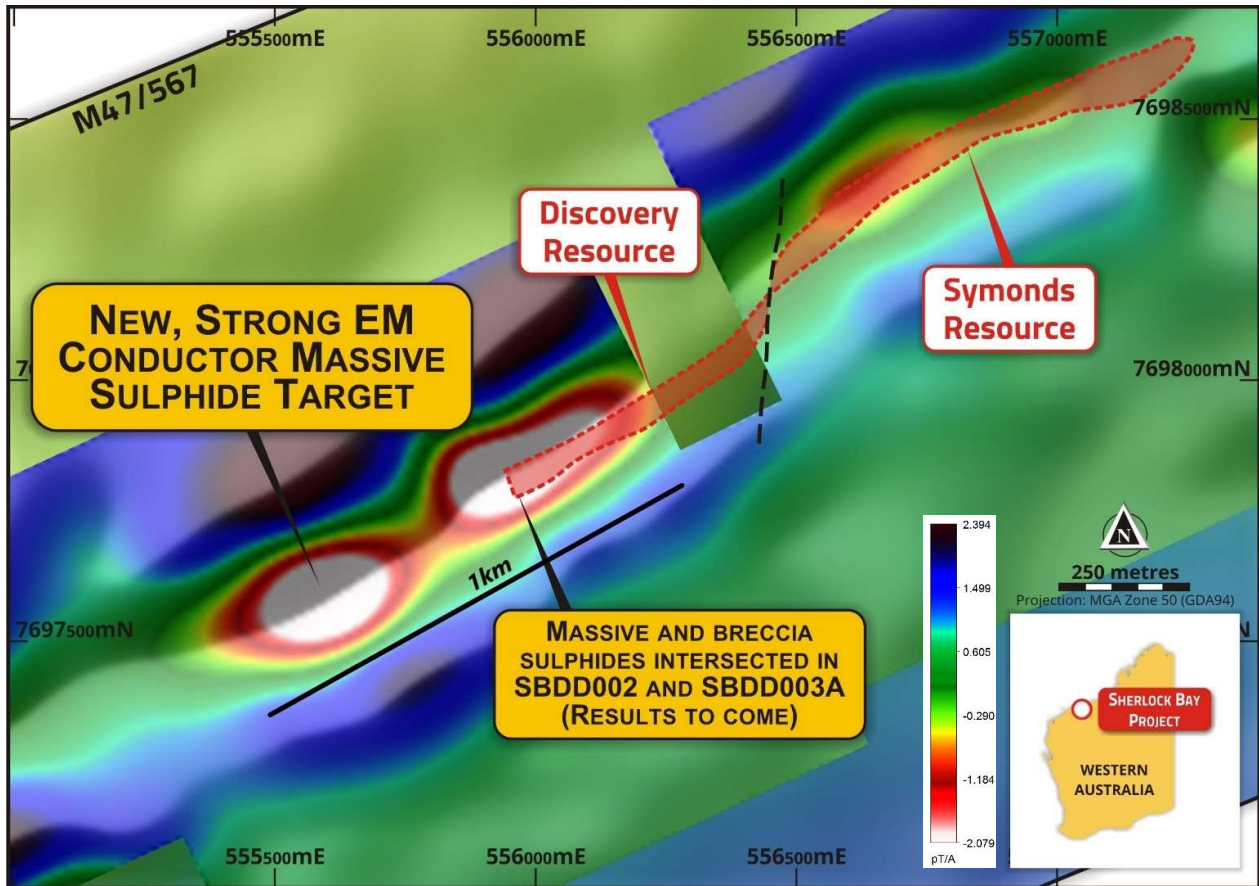 555500mE
556000mE
556500mE
557000mE
M47/567
7698500mN
Discovery
Resource
Symonds
Resource
NEW, STRONG EM
CONDUCTOR MASSIVE
SULPHIDE TARGET
7698000mN
1km
7697500mN
MASSIVE AND BRECCIA
SULPHIDES INTERSECTED IN
SBDD002 AND SBDD003A
(RESULTS TO COME)
2.394
1.499
0.605
-0.290
-1.184
-2.079
pT/A
N
250 metres
Projection: MGA Zone 50 (GDA94)
SHERLOCK BAY
PROJECT
WESTERN
AUSTRALIA
555500mE
556000mE
556500mE